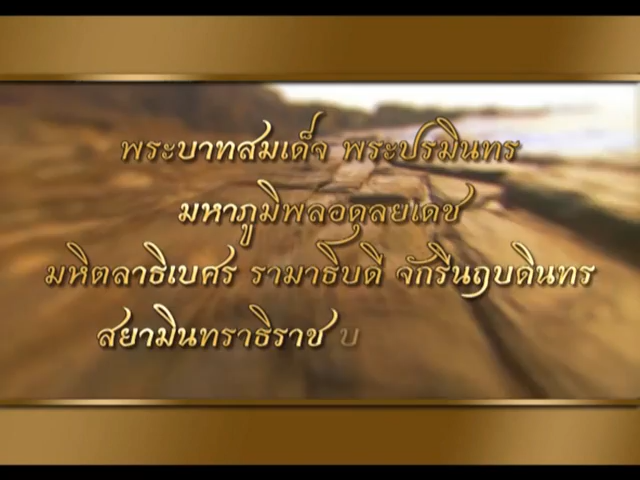 พระบาทสมเด็จ พระปรมินทร
มหาภูมิพลอดุลยเดช
มหิตลาธิเบศร รามาธิบดี จักรีนฤบดินทร
สยามินทราธิราช บ